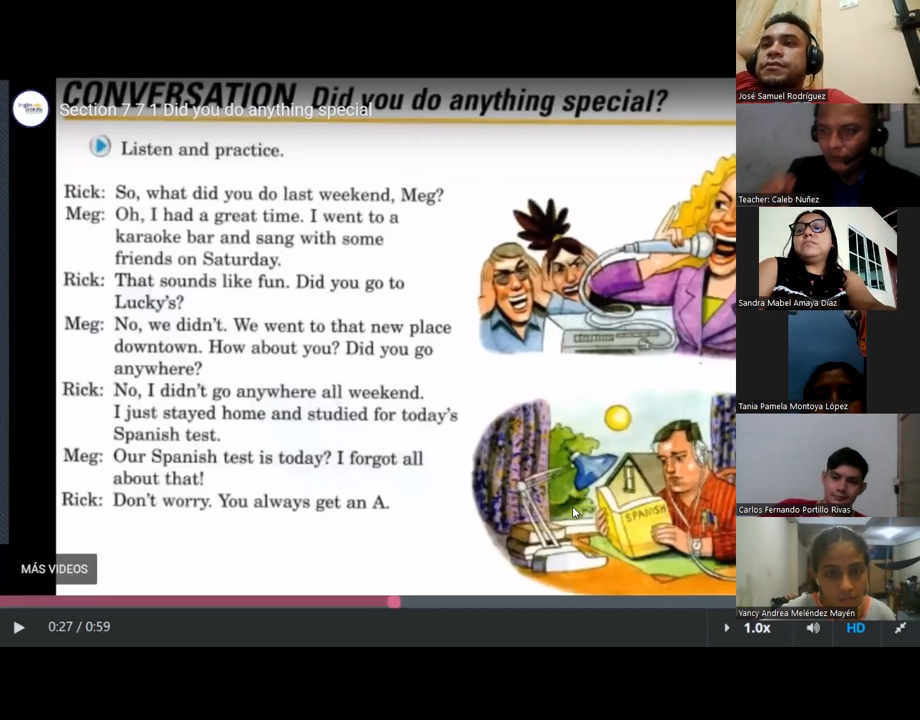 CONVERSATION Did you do anything special?
Section 7 7 1 Did you do anything special
Listen and practice.
Rick: So, what did you do last weekend, Meg?
Meg: Oh, I had a great time. I went to a
karaoke bar and sang with some
friends on Saturday.
Rick: That sounds like fun. Did you go to
Lucky's?
Meg: No, we didn't. We went to that new place
downtown. How about you? Did you go
anywhere?
Rick: No, I didn't go anywhere all weekend.
I just stayed home and studied for today's
Spanish test.
Meg: Our Spanish test is today? I forgot all
about that!
Rick: Don't worry. You always get an A.
SPANISH
MÁS VIDEOS
0:27 / 0:59
1.0x
HD
José Samuel Rodríguez
Teacher: Caleb Nuñez
Sandra Mabel Amaya Diaz
Tania Pamela Montoya López
Carlos Fernando Portillo Rivas
Yancy Andrea Meléndez Mayén